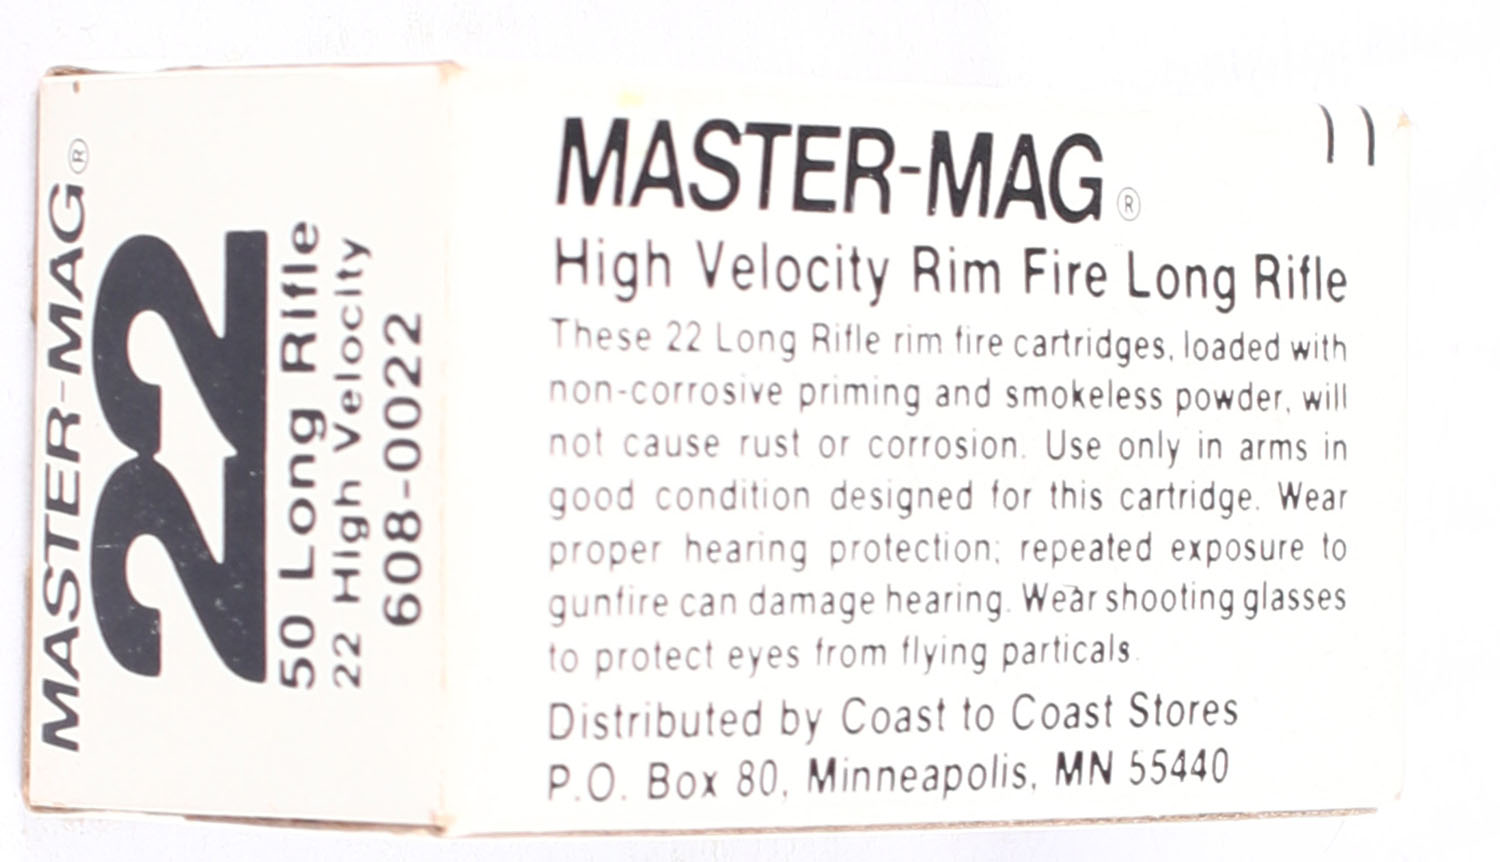 MASTER-MAG®
22
50 Long Rifle
22 High Velocity
608-0022
MASTER-MAG®
High Velocity Rim Fire Long Rifle
These 22 Long Rifle rim fire cartridges, loaded with
non-corrosive priming and smokeless powder, will
not cause rust or corrosion. Use only in arms in
good condition designed for this cartridge. Wear
proper hearing protection; repeated exposure to
gunfire can damage hearing. Wear shooting glasses
to protect eyes from flying particals.
Distributed by Coast to Coast Stores
P.O. Box 80, Minneapolis, MN 55440